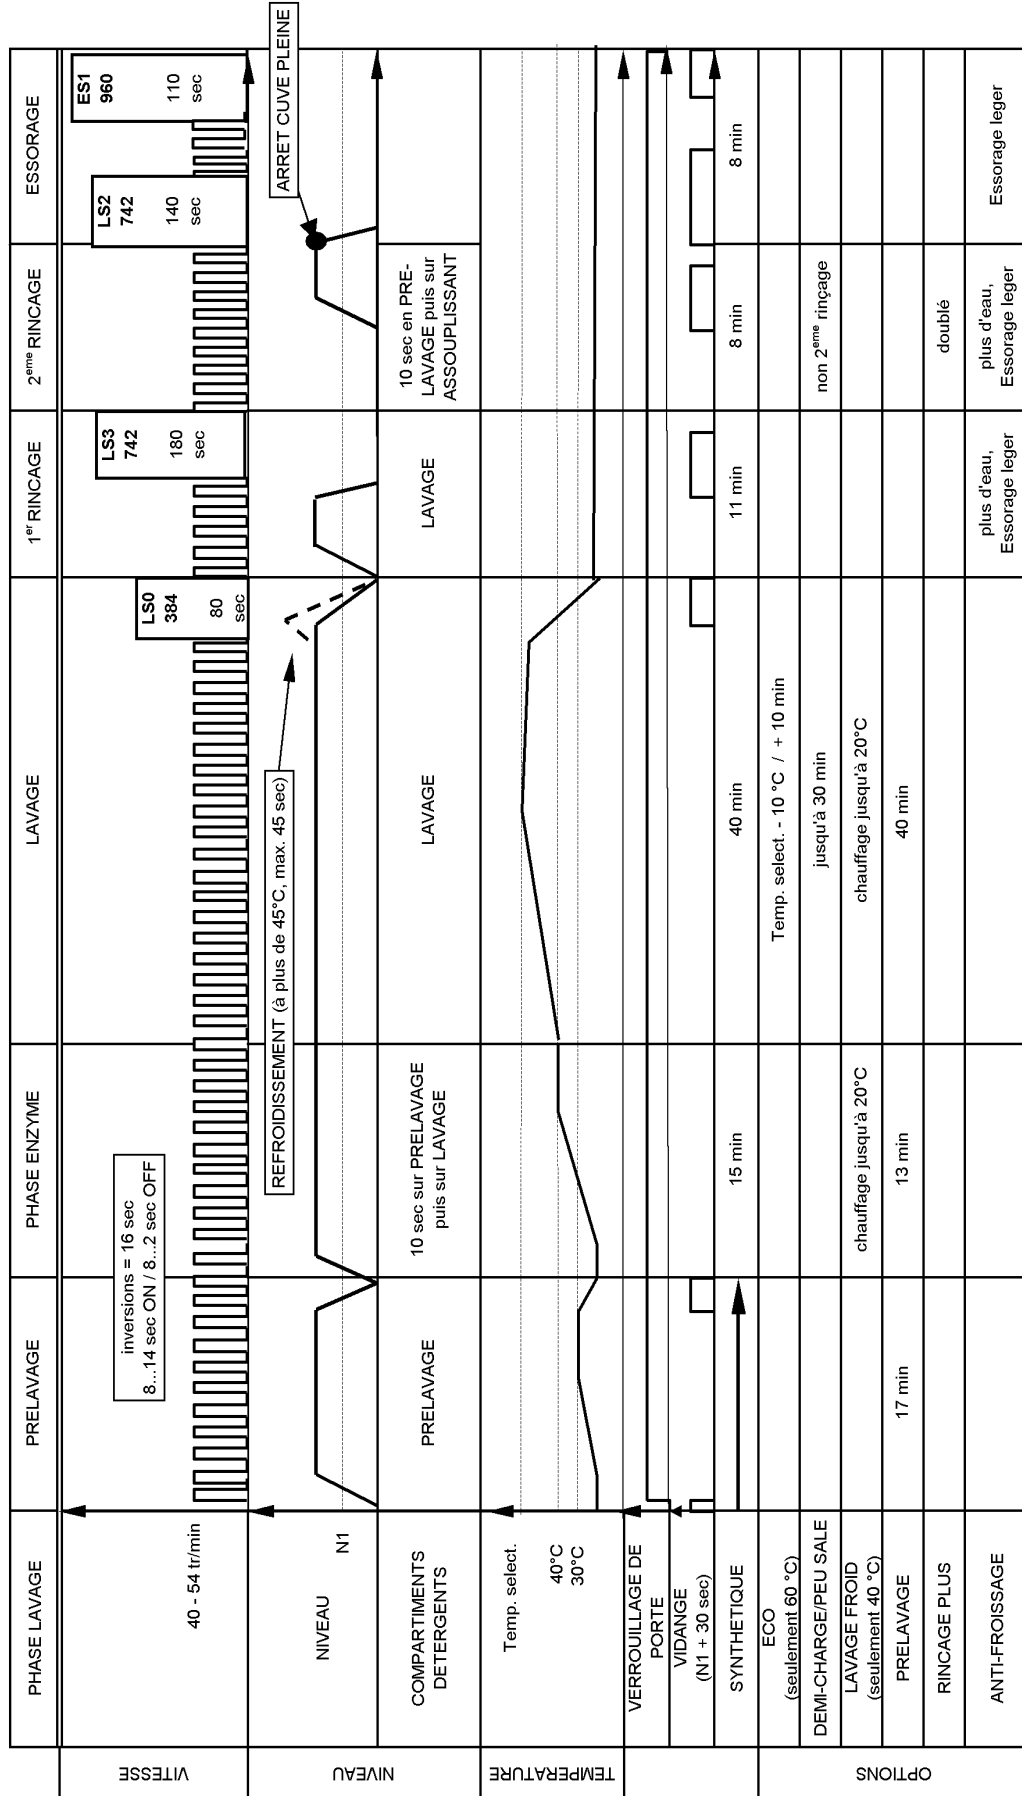 PHASE LAVAGE
PRELAVAGE
PHASE ENZYME
LAVAGE
1er RINCAGE
2eme RINCAGE
ESSORAGE
VITESSE
40 - 54 tr/min
inversions = 16 sec
8...14 sec ON / 8...2 sec OFF
LS0
384
80
sec
LS3
742
180
sec
LS2
742
140
sec
ES1
960
110
sec
NIVEAU
NIVEAU
N1
REFROIDISSEMENT (à plus de 45°C, max. 45 sec)
ARRET CUVE PLEINE
COMPARTIMENTS
DETERGENTS
PRELAVAGE
10 sec sur PRELAVAGE
puis sur LAVAGE
LAVAGE
LAVAGE
10 sec en PRE-
LAVAGE puis sur
ASSOUPLISSANT
TEMPERATURE
Temp. select.
40°C
30°C
VERROUILLAGE DE
PORTE
VIDANGE
(N1 + 30 sec)
SYNTHETIQUE
15 min
40 min
11 min
8 min
8 min
OPTIONS
ECO
(seulement 60 °C)
Temp. select. - 10 °C / + 10 min
DEMI-CHARGE/PEU SALE
jusqu'à 30 min
non 2eme rinçage
LAVAGE FROID
(seulement 40 °C)
chauffage jusqu'à 20°C
chauffage jusqu'à 20°C
PRELAVAGE
17 min
13 min
40 min
RINCAGE PLUS
doublé
ANTI-FROISSAGE
plus d'eau,
Essorage leger
plus d'eau,
Essorage leger
Essorage leger